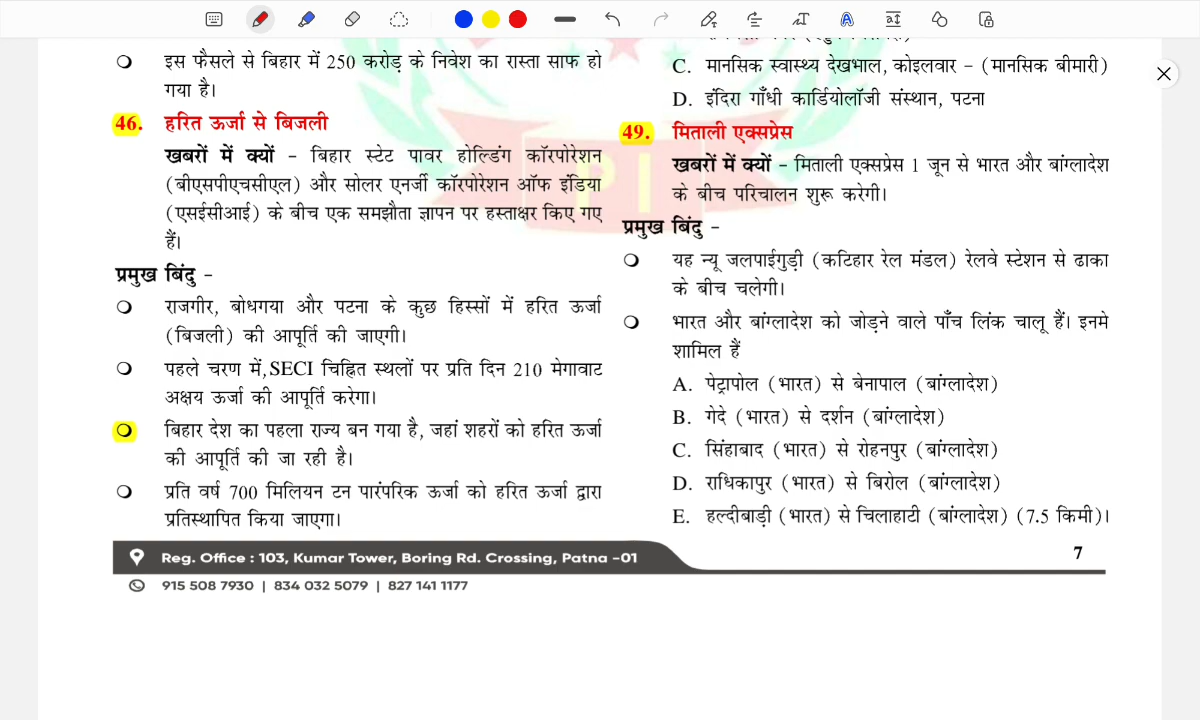 इस फैसले से बिहार में 250 करोड़ के निवेश का रास्ता साफ हो
गया है।
46. हरित ऊर्जा से बिजली
खबरों में क्यों - बिहार स्टेट पावर होल्डिंग कॉरपोरेशन
(बीएसपीएचसीएल) और सोलर एनर्जी कॉरपोरेशन ऑफ इंडिया
(एसईसीआई) के बीच एक समझौता ज्ञापन पर हस्ताक्षर किए गए
हैं।
प्रमुख बिंदु -
राजगीर, बोधगया और पटना के कुछ हिस्सों में हरित ऊर्जा
(बिजली) की आपूर्ति की जाएगी।
पहले चरण में, SECI चिह्नित स्थलों पर प्रति दिन 210 मेगावाट
अक्षय ऊर्जा की आपूर्ति करेगा।
बिहार देश का पहला राज्य बन गया है, जहां शहरों को हरित ऊर्जा
की आपूर्ति की जा रही है।
प्रति वर्ष 700 मिलियन टन पारंपरिक ऊर्जा को हरित ऊर्जा द्वारा
प्रतिस्थापित किया जाएगा।
C. मानसिक स्वास्थ्य देखभाल, कोइलवार - (मानसिक बीमारी)
D. इंदिरा गाँधी कार्डियोलॉजी संस्थान, पटना
49. मिताली एक्सप्रेस
खबरों में क्यों - मिताली एक्सप्रेस 1 जून से भारत और बांग्लादेश
के बीच परिचालन शुरू करेगी।
प्रमुख बिंदु -
यह न्यू जलपाईगुड़ी (कटिहार रेल मंडल) रेलवे स्टेशन से ढाका
के बीच चलेगी।
भारत और बांग्लादेश को जोड़ने वाले पाँच लिंक चालू हैं। इनमे
शामिल हैं
A. पेट्रापोल (भारत) से बेनापाल (बांग्लादेश)
B. गेदे (भारत) से दर्शन (बांग्लादेश)
C. सिंहाबाद (भारत) से रोहनपुर (बांग्लादेश)
D. राधिकापुर (भारत) से बिरोल (बांग्लादेश)
E. हल्दीबाड़ी (भारत) से चिलाहाटी (बांग्लादेश) (7.5 किमी)।
PI
Reg. Office : 103, Kumar Tower, Boring Rd. Crossing, Patna -01
7
915 508 7930 | 834 032 5079 | 827 141 1177